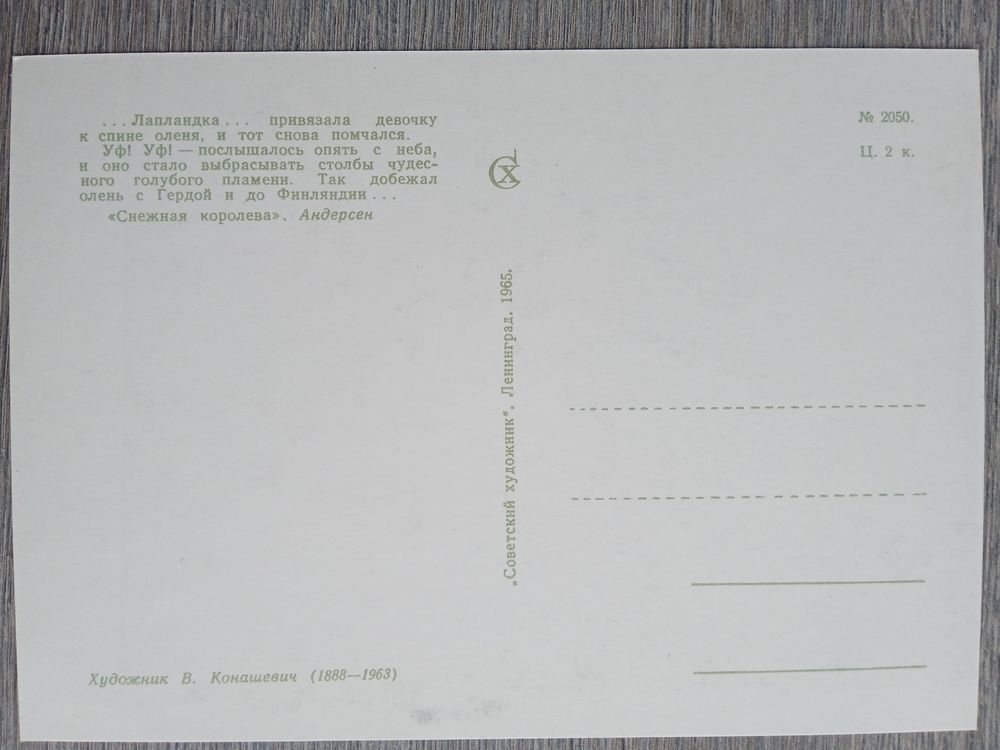 ...Лапландка... привязала девочку
к спине оленя, и тот снова помчался.
Уф! Уф! — послышалось опять с неба,
и оно стало выбрасывать столбы чудес-
ного голубого пламени. Так добежал
олень с Гердой и до Финляндии...
«Снежная королева». Андерсен
СХ
„Советский художник“. Ленинград. 1965.
№ 2050.
Ц. 2 к.
Художник В. Конашевич (1888—1963)